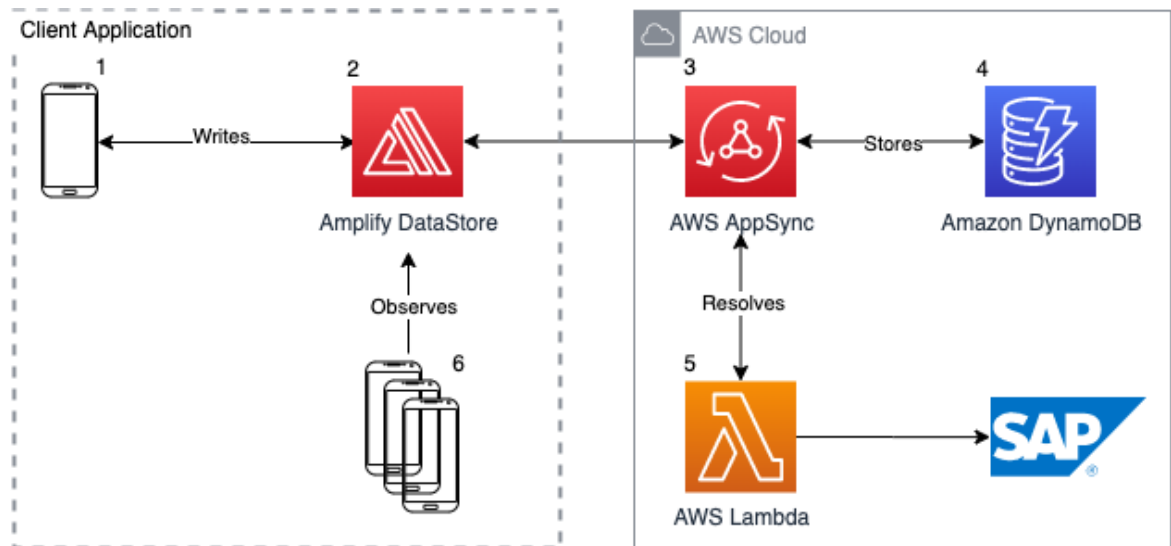 Client Application
AWS Cloud
1
2
3
4
Writes
Stores
Amplify DataStore
AWS AppSync
Amazon DynamoDB
Observes
Resolves
6
5
SAP
®
AWS Lambda